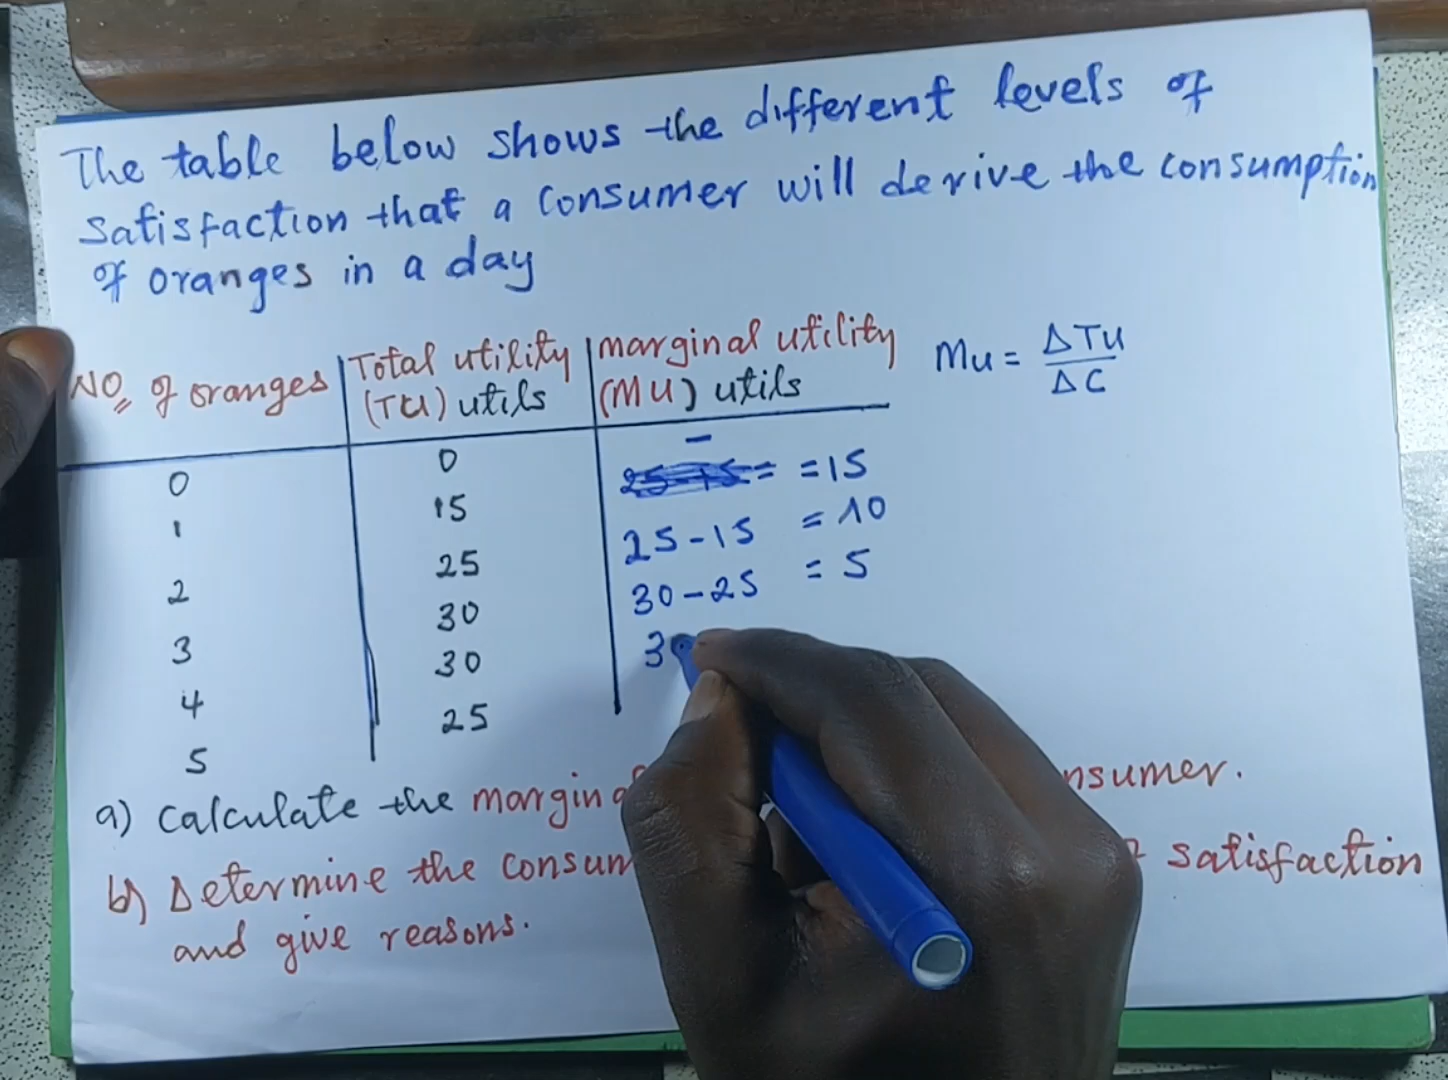 The table below shows the different levels of
satisfaction that a consumer will derive the consumption
of oranges in a day
NO of oranges Total utility (TU) utils marginal utility (MU) utils MU = ΔTU / ΔC
0 0 -
1 15 = = 15
2 25 25 - 15 = 10
3 30 30 - 25 = 5
4 30 3
5 25
a) Calculate the
b) Determine the
satisfaction
and give reasons.